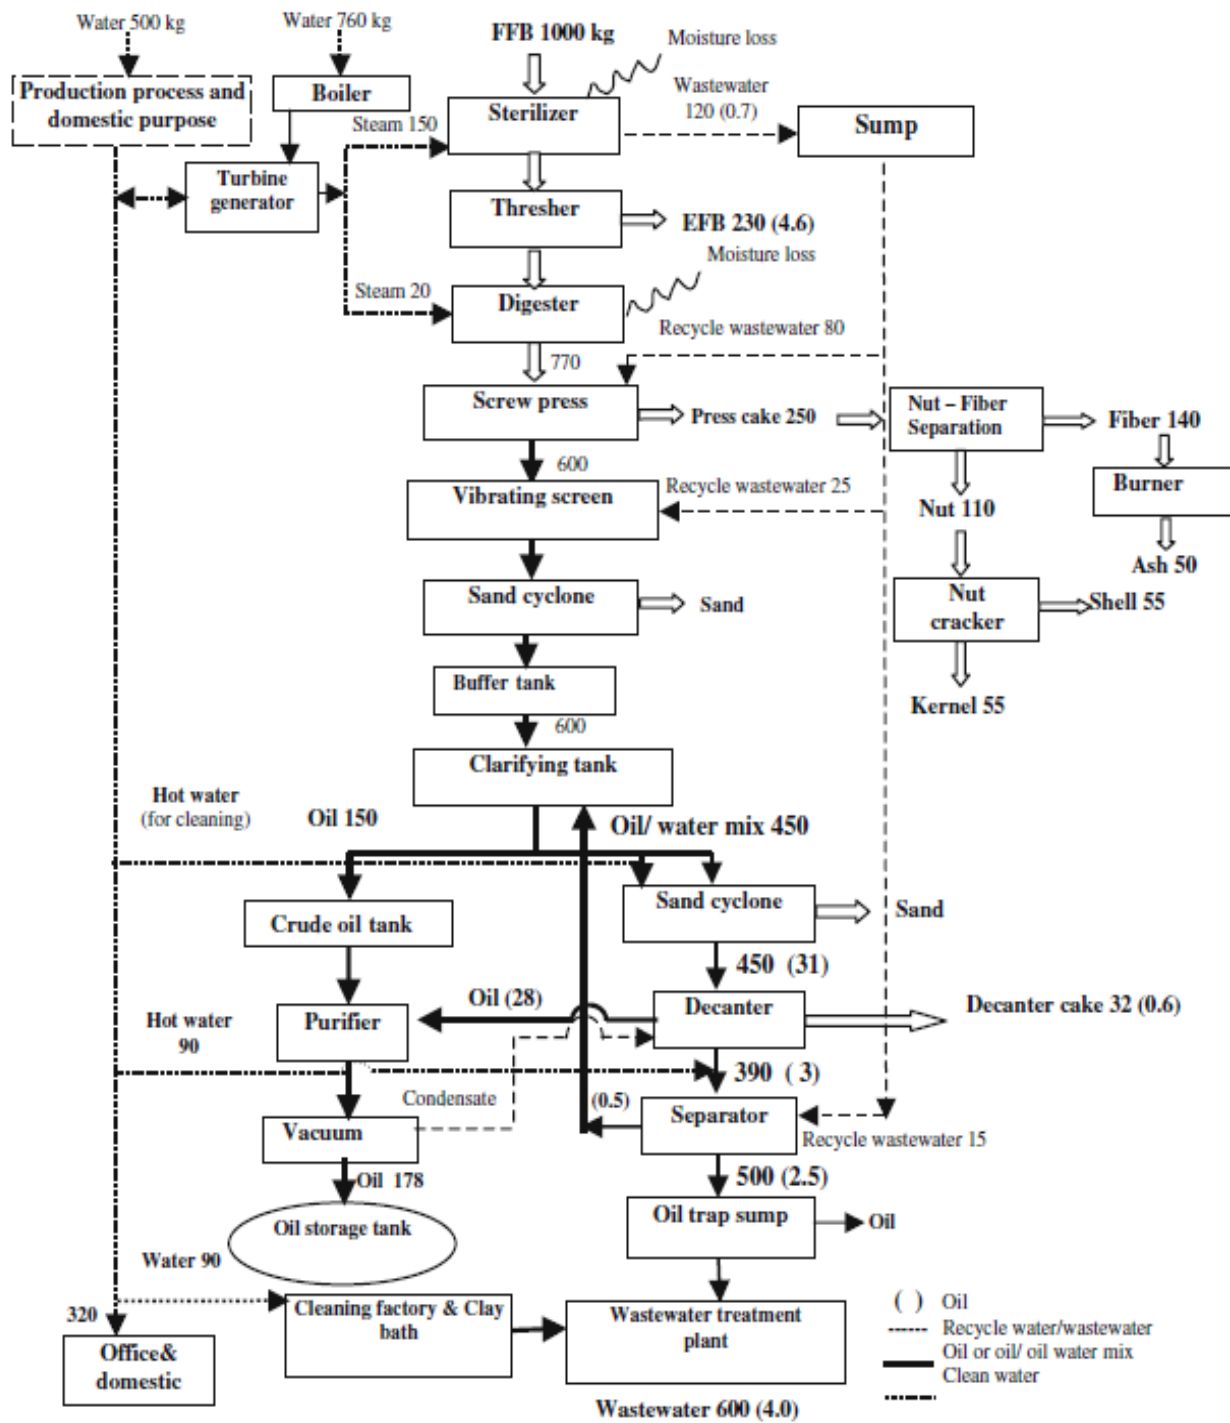 Water 500 kg
Water 760 kg
FFB 1000 kg
Moisture loss
Production process and
domestic purpose
Boiler
Steam 150
Sterilizer
Wastewater
120 (0.7)
Sump
Turbine
generator
Thresher
EFB 230 (4.6)
Moisture loss
Steam 20
Digester
Recycle wastewater 80
770
Screw press
Press cake 250
Nut – Fiber
Separation
Fiber 140
600
Vibrating screen
Recycle wastewater 25
Nut 110
Burner
Ash 50
Sand cyclone
Sand
Nut
cracker
Shell 55
Buffer tank
Kernel 55
600
Clarifying tank
Hot water
(for cleaning)
Oil 150
Oil/ water mix 450
Crude oil tank
Sand cyclone
Sand
450 (31)
Oil (28)
Decanter
Decanter cake 32 (0.6)
Hot water
90
Purifier
390 ( 3)
Condensate
(0.5)
Separator
Recycle wastewater 15
Vacuum
Oil 178
500 (2.5)
Oil storage tank
Oil trap sump
Oil
Water 90
320
Cleaning factory & Clay
bath
Wastewater treatment
plant
Office&
domestic
( ) Oil
Recycle water/wastewater
Oil or oil/ oil water mix
Clean water
Wastewater 600 (4.0)